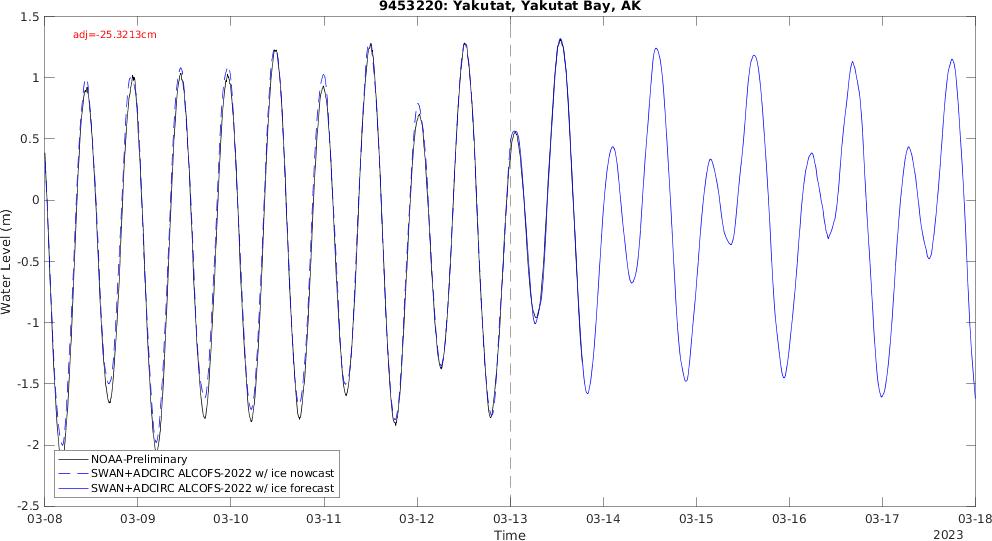 9453220: Yakutat, Yakutat Bay, AK
adj=-25.3213cm
Water Level (m)
1.5
1
0.5
0
-0.5
-1
-1.5
-2
-2.5
NOAA-Preliminary
SWAN+ADCIRC ALCOFS-2022 w/ ice nowcast
SWAN+ADCIRC ALCOFS-2022 w/ ice forecast
03-08 03-09 03-10 03-11 03-12 03-13 03-14 03-15 03-16 03-17 03-18
Time
2023